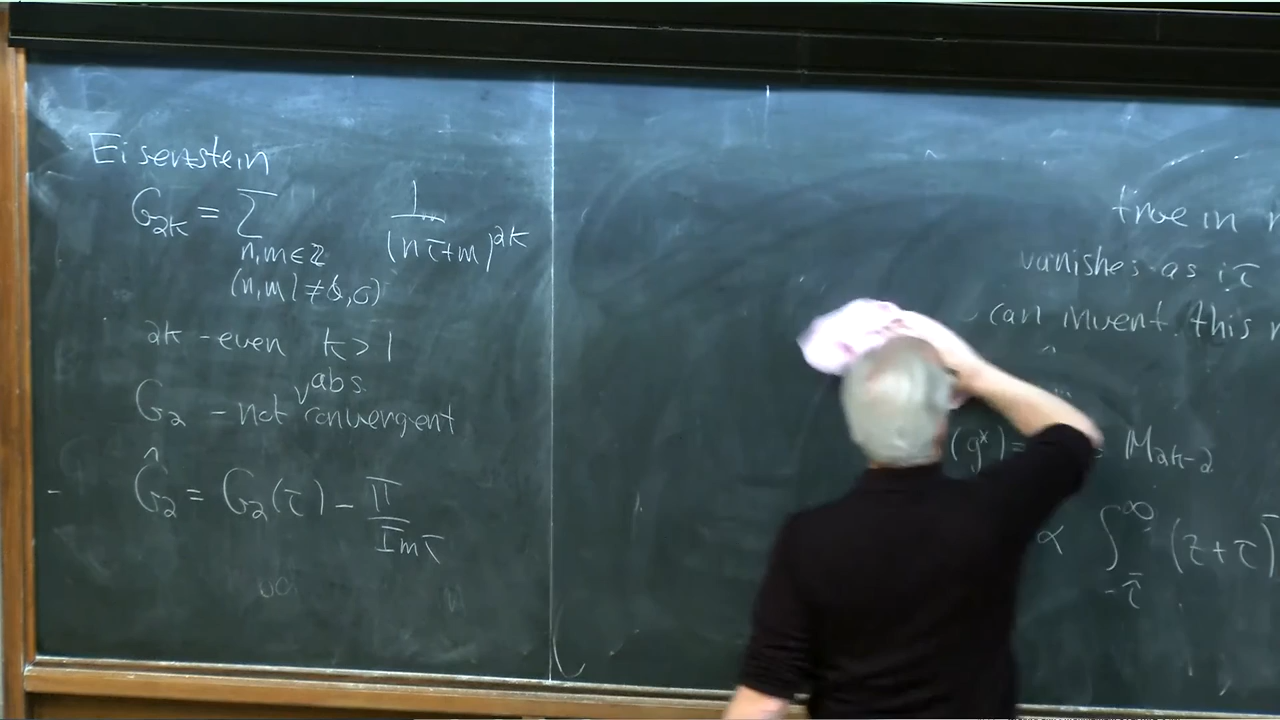 Eisenstein
G₂ₖ = Σ 1/(nτ+m)²ᵏ
n,m∈ℤ
(n,m) ≠ (0,0)
2k - even k > 1
abs.
G₂ - not ∨ convergent
Ĝ₂ = G₂(τ) - π/Imτ
true in
vanishes as iτ
can invent this
(gˣ) = M₂ₖ₋₂
∝ ∫_{-τ̄}^{∞} (z+τ)